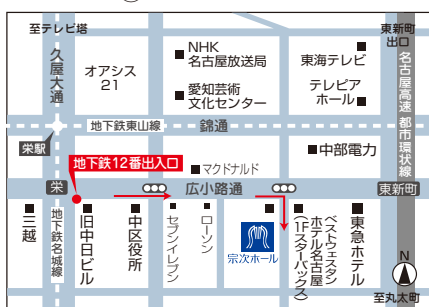 至テレビ塔
久屋大通
オアシス
21
NHK
名古屋放送局
愛知芸術
文化センター
東海テレビ
テレピア
ホール
東新町
出口
名古屋高速 都市環状線
地下鉄東山線
錦通
栄駅
地下鉄12番出入口
マクドナルド
中部電力
栄
広小路通
東新町
三越
地下鉄名城線
旧中日ビル
中区役所
セブンイレブン
ローソン
宗次ホール
ベストウェスタン
ホテル名古屋
(1Fスターバックス)
東急ホテル
N
至丸太町